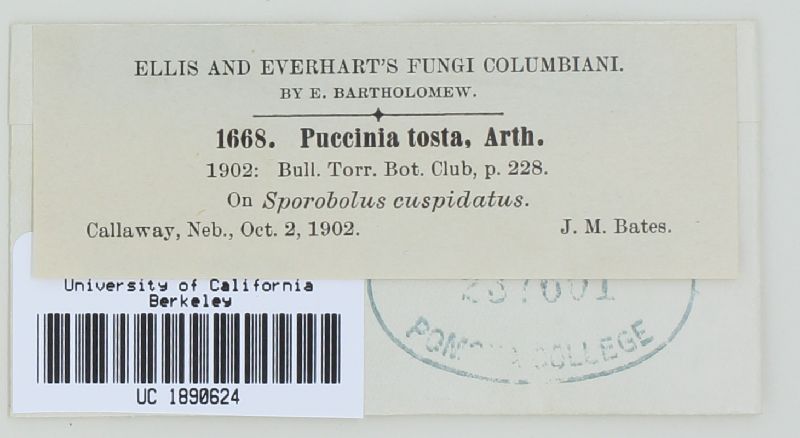 ELLIS AND EVERHART'S FUNGI COLUMBIANI.
BY E. BARTHOLOMEW.
1668. Puccinia tosta, Arth.
1902: Bull. Torr. Bot. Club, p. 228.
On Sporobolus cuspidatus.
Callaway, Neb., Oct. 2, 1902. J. M. Bates.
University of California
Berkeley
UC 1890624
COLLEGE